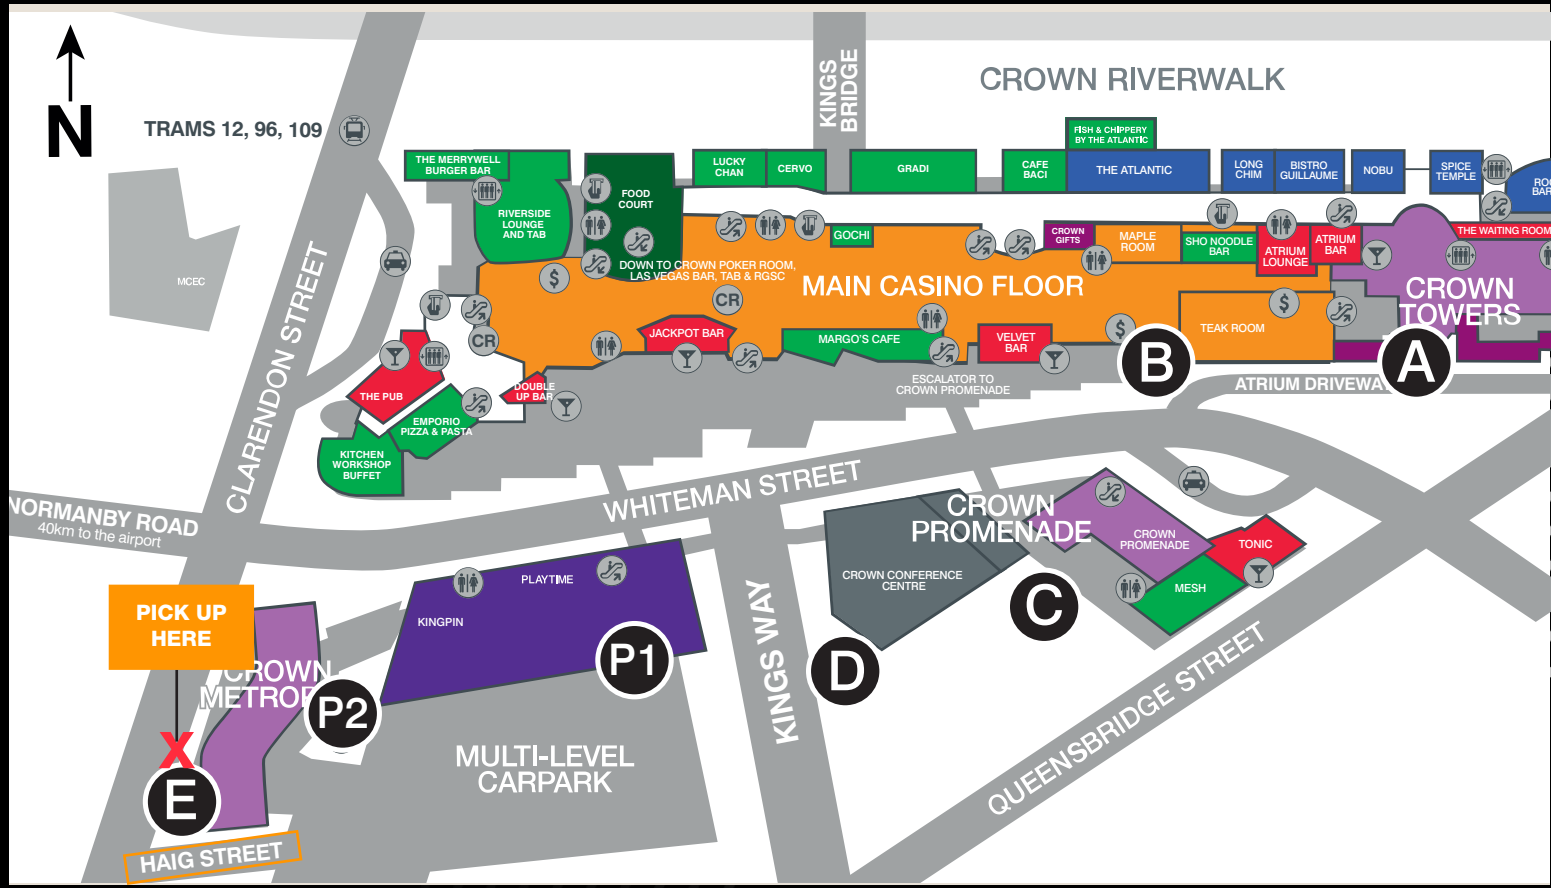 N
TRAMS 12, 96, 109
KINGS
BRIDGE
CROWN RIVERWALK
MCEC
CLARENDON STREET
THE MERRYWELL
BURGER BAR
RIVERSIDE
LOUNGE
AND TAB
FOOD
COURT
LUCKY
CHAN
CERVO
GRADI
CAFE
BACI
FISH & CHIPPERY
BY THE ATLANTIC
THE ATLANTIC
LONG
CHIM
BISTRO
GUILLAUME
NOBU
SPICE
TEMPLE
BAR
GOCHI
CROWN
GIFTS
MAPLE
ROOM
SHO NOODLE
BAR
ATRIUM
LOUNGE
ATRIUM
BAR
THE WAITING ROOM
DOWN TO CROWN POKER ROOM,
LAS VEGAS BAR, TAB & RGSC
$
CR
MAIN CASINO FLOOR
CROWN
TOWERS
$
TEAK ROOM
CR
JACKPOT BAR
MARGO'S CAFE
VELVET
BAR
$
B
A
ATRIUM DRIVEWA
ESCALATOR TO
CROWN PROMENADE
THE PUB
DOUBLE
UP BAR
EMPORIO
PIZZA & PASTA
KITCHEN
WORKSHOP
BUFFET
NORMANBY ROAD
40km to the airport
WHITEMAN STREET
CROWN
PROMENADE
CROWN
PROMENADE
TONIC
MESH
CROWN CONFERENCE
CENTRE
C
D
PLAYTIME
KINGPIN
P1
KINGS WAY
QUEENSBRIDGE STREET
PICK UP
HERE
CROWN
METROP
P2
MULTI-LEVEL
CARPARK
X
E
HAIG STREET